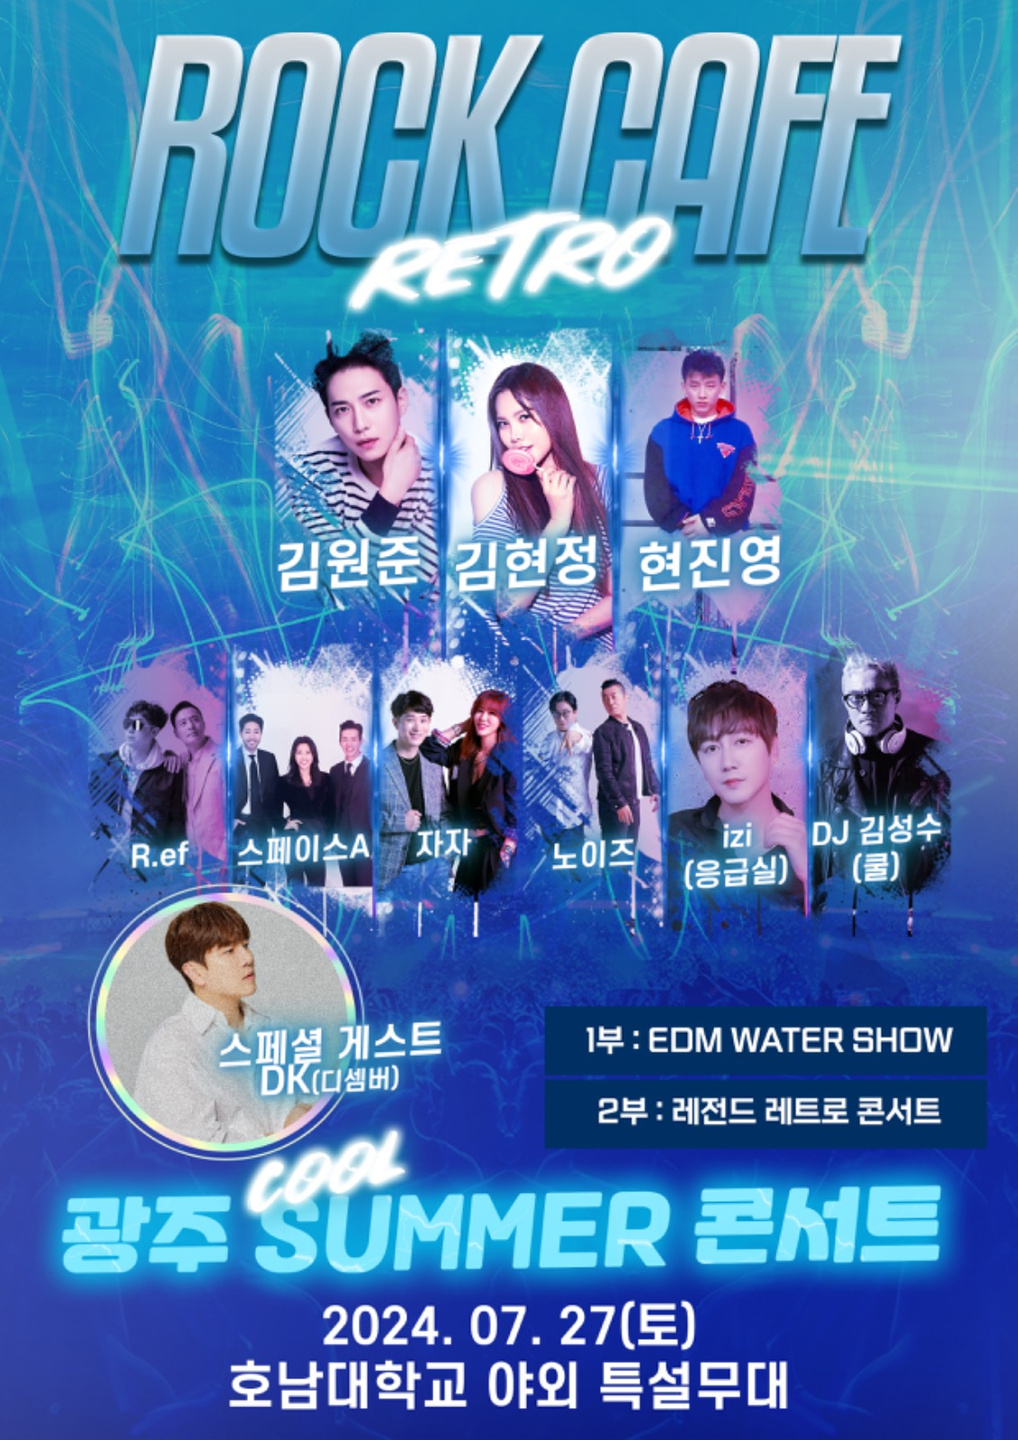 ROCK CAFE
RETRO
김원준 김현정 현진영
R.ef 스페이스A 자자 노이즈 izi DJ 김성수
(응급실) (쿨)
스페셜 게스트
DK(디셈버)
1부 : EDM WATER SHOW
2부 : 레전드 레트로 콘서트
COOL
광주 SUMMER 콘서트
2024. 07. 27(토)
호남대학교 야외 특설무대